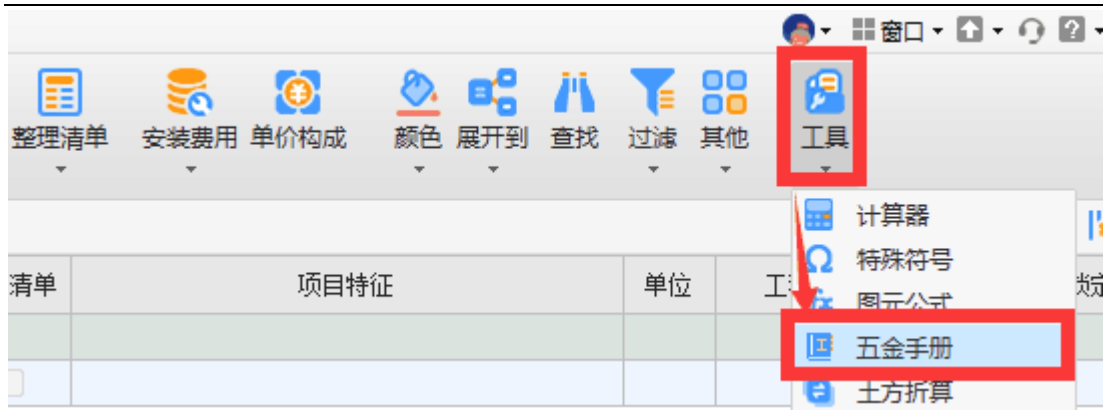 窗口
整理清单 安装费用 单价构成 颜色 展开到 查找 过滤 其他 工具
计算器
特殊符号
清单 项目特征 单位
图元公式
五金手册
土方折算